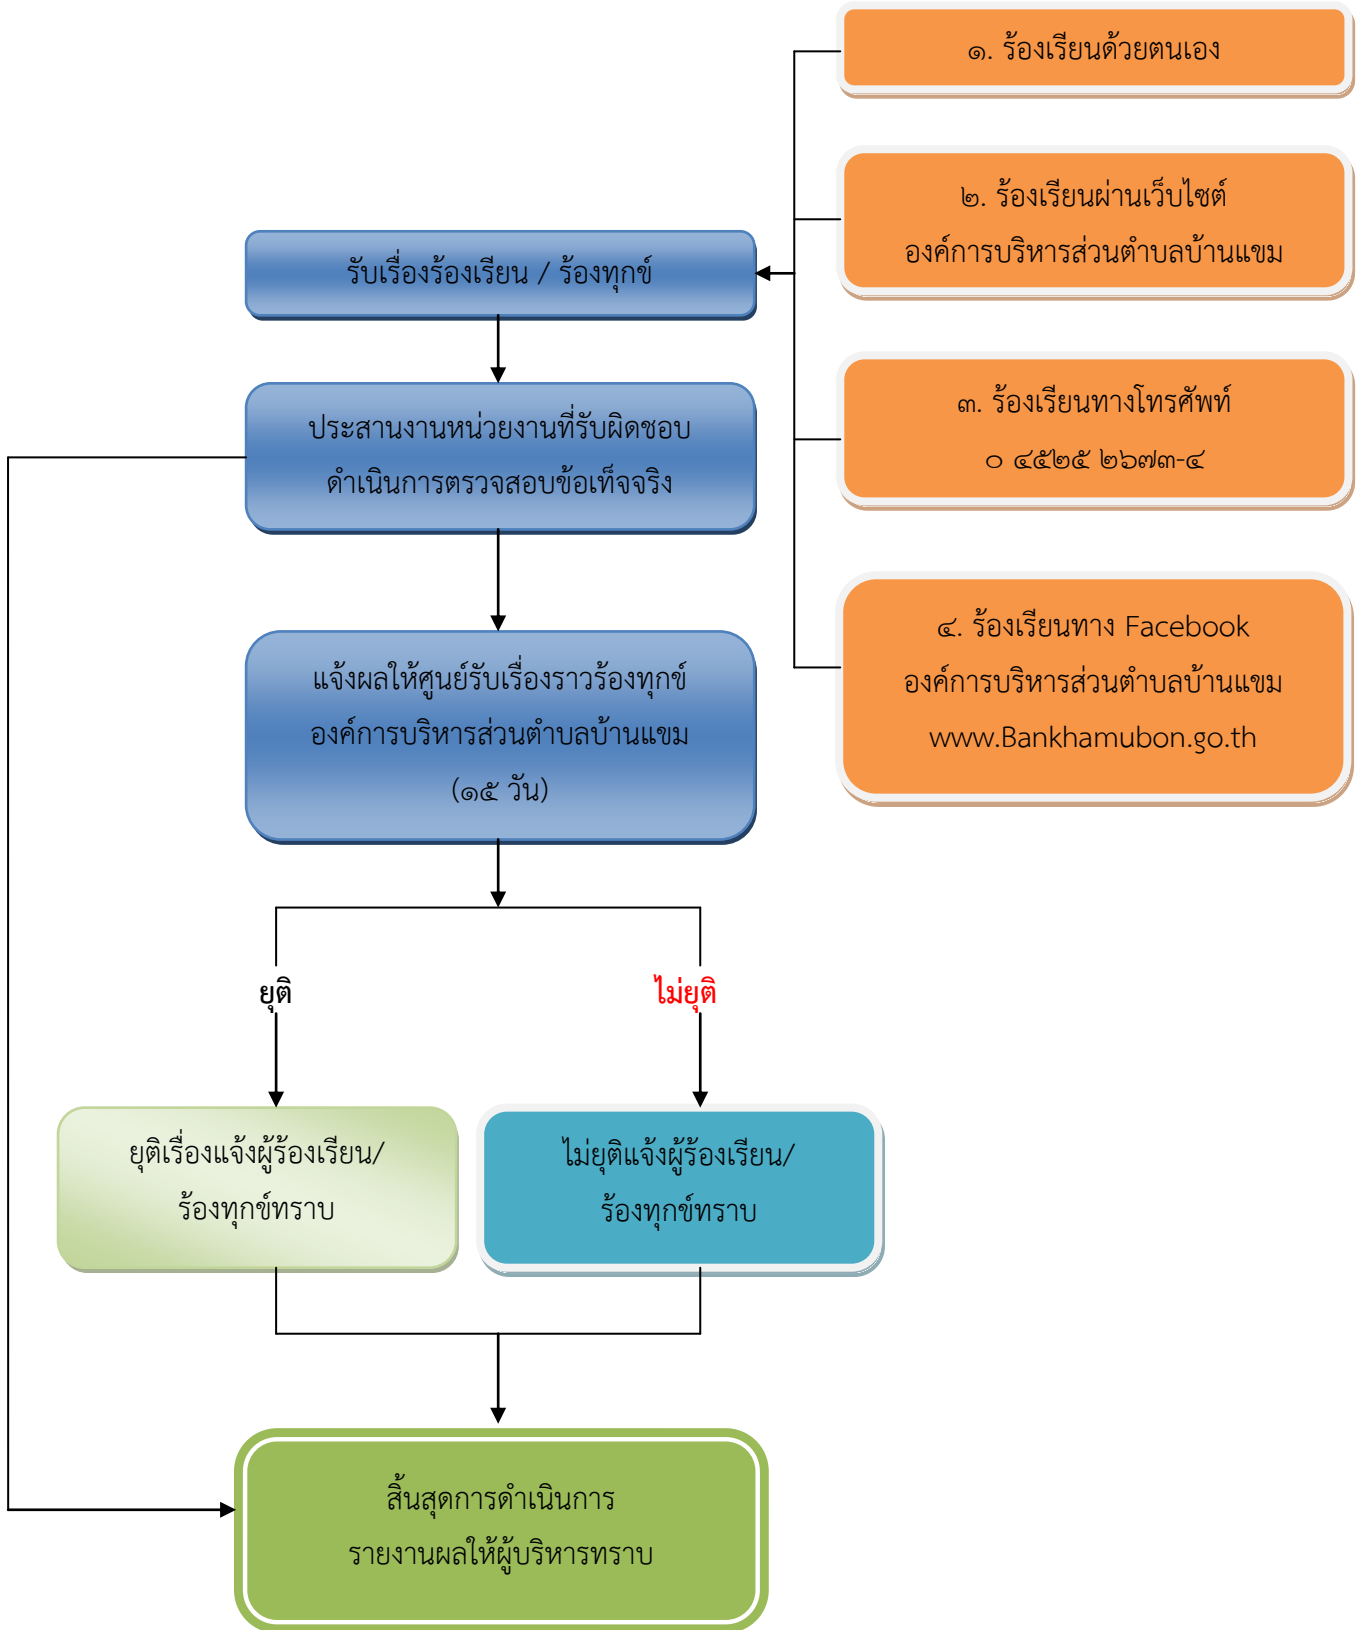 ๑. ร้องเรียนด้วยตนเอง
๒. ร้องเรียนผ่านเว็บไซต์
องค์การบริหารส่วนตำบลบ้านแขม
๓. ร้องเรียนทางโทรศัพท์
๐ ๔๕๒๕ ๒๖๗๓-๔
๔. ร้องเรียนทาง Facebook
องค์การบริหารส่วนตำบลบ้านแขม
www.Bankhamubon.go.th
รับเรื่องร้องเรียน / ร้องทุกข์
ประสานงานหน่วยงานที่รับผิดชอบ
ดำเนินการตรวจสอบข้อเท็จจริง
แจ้งผลให้ศูนย์รับเรื่องราวร้องทุกข์
องค์การบริหารส่วนตำบลบ้านแขม
(๑๕ วัน)
ยุติ
ไม่ยุติ
ยุติเรื่องแจ้งผู้ร้องเรียน/
ร้องทุกข์ทราบ
ไม่ยุติแจ้งผู้ร้องเรียน/
ร้องทุกข์ทราบ
สิ้นสุดการดำเนินการ
รายงานผลให้ผู้บริหารทราบ